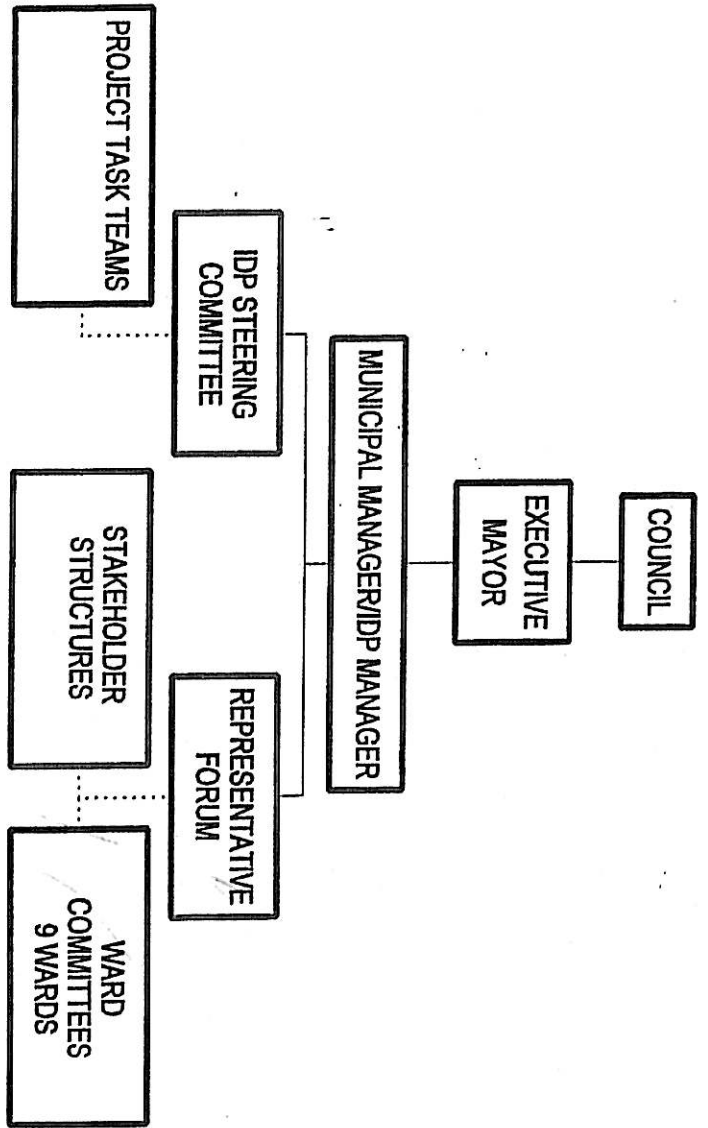 COUNCIL
EXECUTIVE
MAYOR
MUNICIPAL MANAGER/IDP MANAGER
IDP STEERING
COMMITTEE
REPRESENTATIVE
FORUM
PROJECT TASK TEAMS
STAKEHOLDER
STRUCTURES
WARD
COMMITTEES
9 WARDS